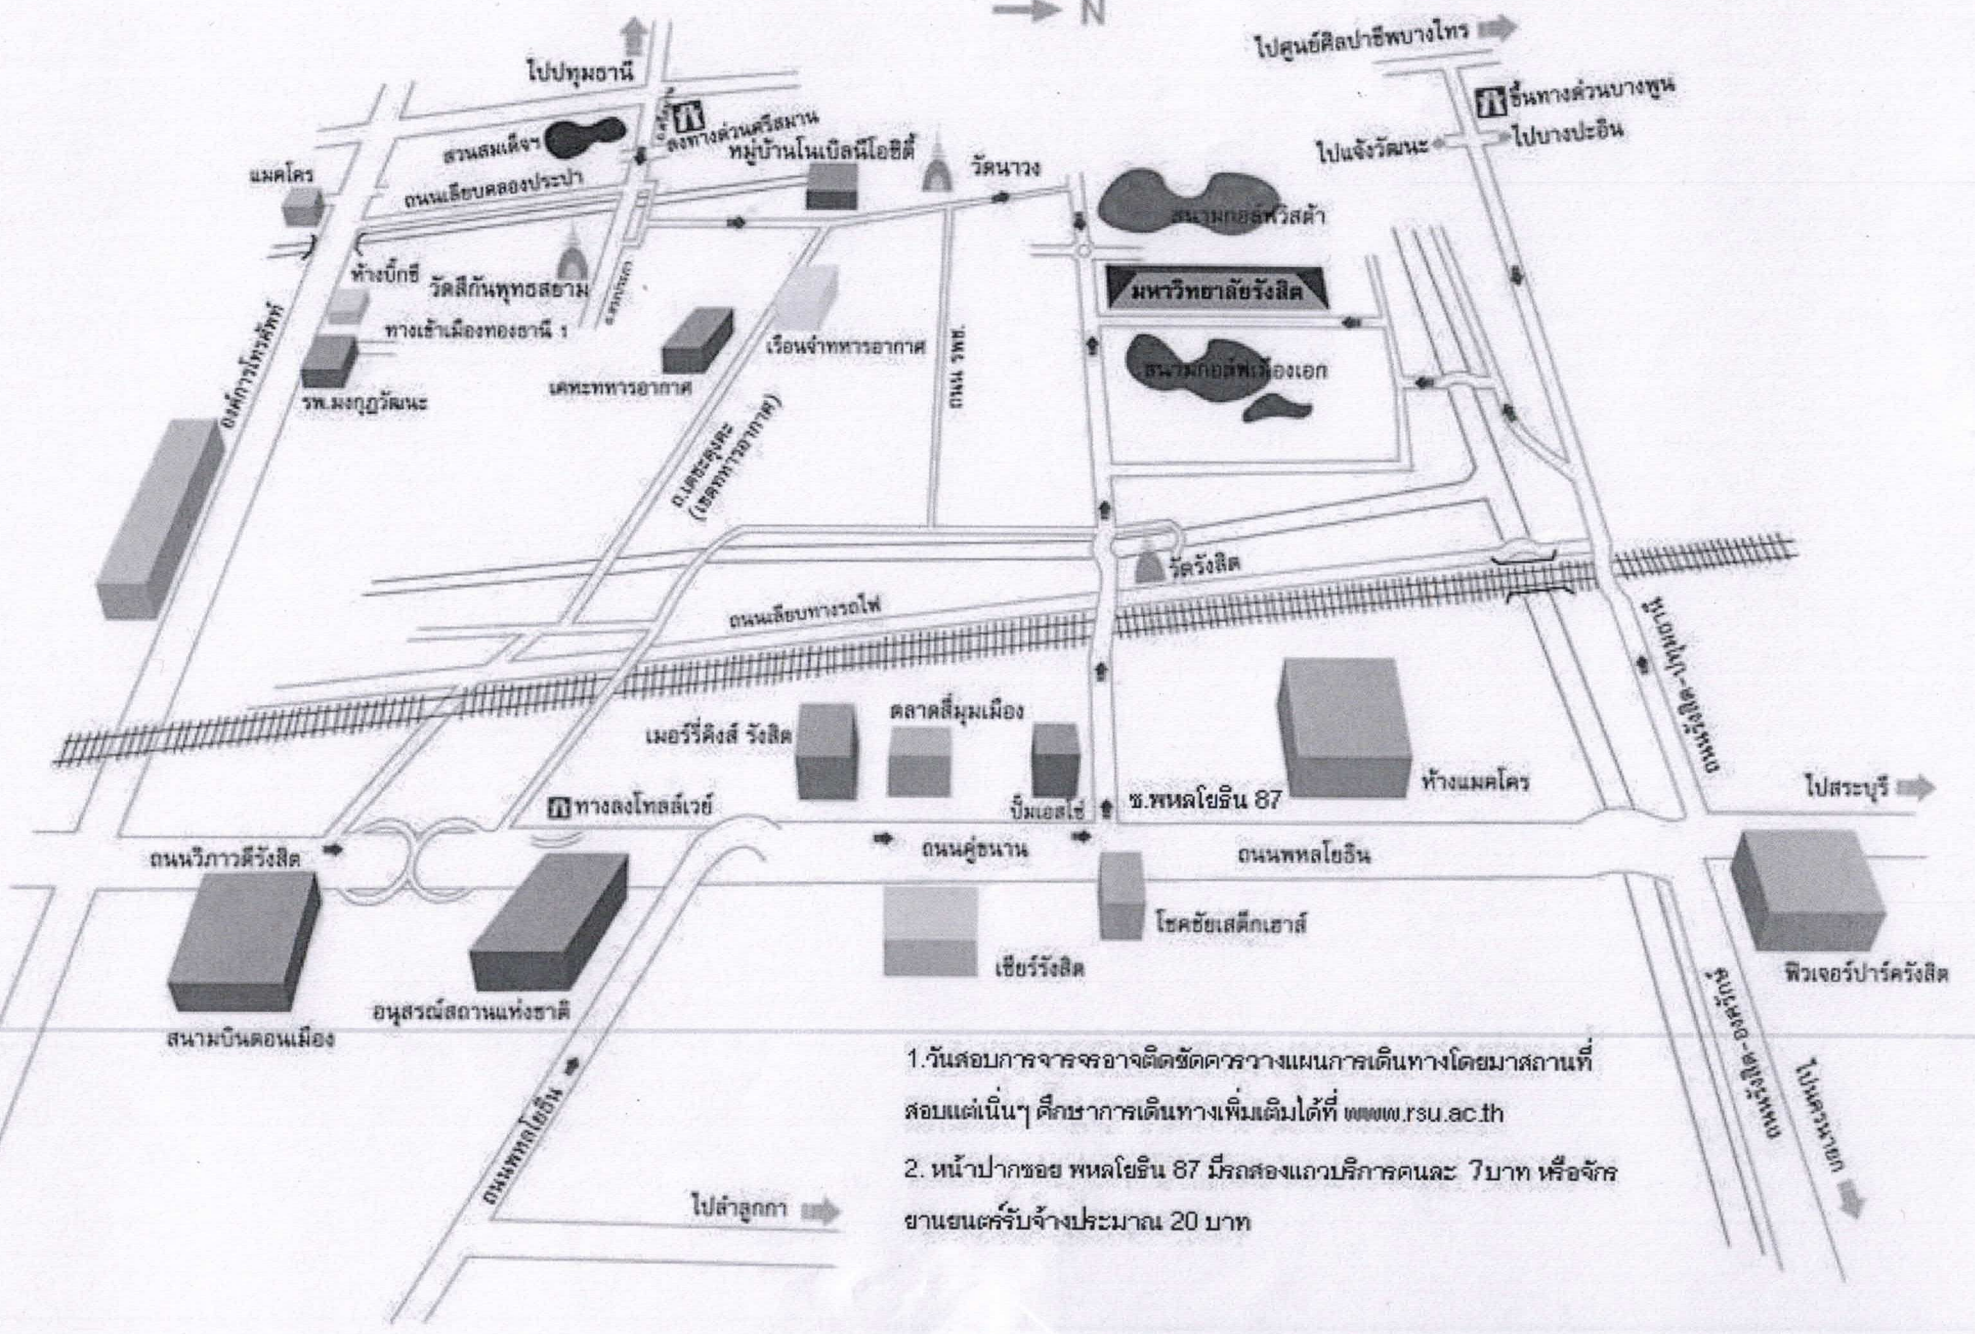 N
ไปศูนย์ศิลปาชีพบางไทร
ไปปทุมธานี
ขึ้นทางด่วนบางพูน
สวนสมเด็จฯ
ถ.ศรีสมาน
ลงทางด่วนศรีสมาน
หมู่บ้านโนเบิลนีโอซิตี้
วัดนาวง
ไปแจ้งวัฒนะ
ไปบางปะอิน
แมคโคร
ถนนเลียบคลองประปา
สนามกอล์ฟวิสต้า
ห้างบิ๊กซี
วัดสีกันพุทธสยาม
ถ.สรงประภา
มหาวิทยาลัยรังสิต
ทางเข้าเมืองทองธานี 1
เรือนจำทหารอากาศ
ถนน รพช.
สนามกอล์ฟเมืองเอก
องค์การโทรศัพท์
รพ.มงกุฎวัฒนะ
เคหะทหารอากาศ
ถ.เดชะตุงคะ
(เขตทหารอากาศ)
วัดรังสิต
ถนนเลียบทางรถไฟ
ถนนรังสิต-ปทุมธานี
เมอร์รี่คิงส์ รังสิต
ตลาดสี่มุมเมือง
ห้างแมคโคร
ไปสระบุรี
ทางลงโทลล์เวย์
ปั๊มเอสโซ่
ซ.พหลโยธิน 87
ถนนวิภาวดีรังสิต
ถนนคู่ขนาน
ถนนพหลโยธิน
โชคชัยเสต็กเฮาส์
เซียร์รังสิต
ฟิวเจอร์ปาร์ครังสิต
อนุสรณ์สถานแห่งชาติ
สนามบินดอนเมือง
ถนนรังสิต-องครักษ์
ไปนครนายก
ถนนพหลโยธิน
ไปลำลูกกา
1.วันสอบการจารจรอาจติดขัดควรวางแผนการเดินทางโดยมาสถานที่
สอบแต่เนิ่นๆ ศึกษาการเดินทางเพิ่มเติมได้ที่ www.rsu.ac.th
2. หน้าปากซอย พหลโยธิน 87 มีรถสองแถวบริการคนละ 7บาท หรือจักร
ยานยนตร์รับจ้างประมาณ 20 บาท